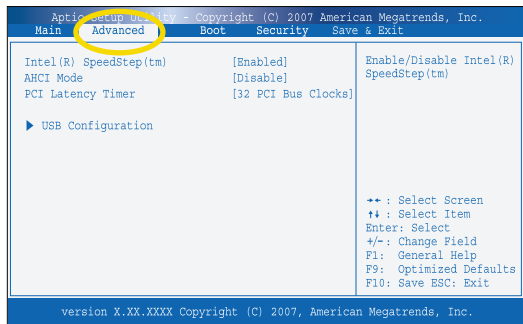 Aptio Setup Utility - Copyright (C) 2007 American Megatrends, Inc.
Main Advanced Boot Security Save & Exit
Intel(R) SpeedStep(tm) [Enabled]
AHCI Mode [Disable]
PCI Latency Timer [32 PCI Bus Clocks]
USB Configuration
Enable/Disable Intel(R)
SpeedStep(tm)
→← : Select Screen
↑↓ : Select Item
Enter: Select
+/-: Change Field
F1: General Help
F9: Optimized Defaults
F10: Save ESC: Exit
version X.XX.XXXX Copyright (C) 2007, American Megatrends, Inc.